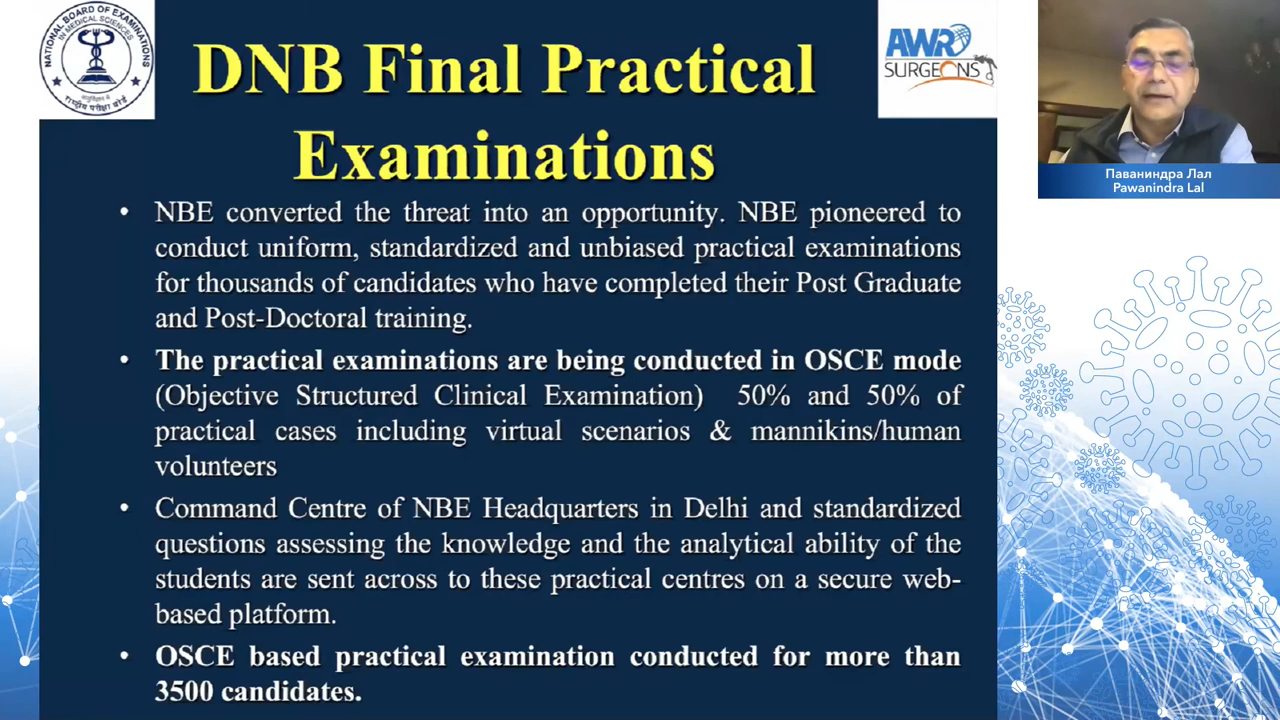 NATIONAL BOARD OF EXAMINATIONS
IN MEDICAL SCIENCES
राष्ट्रीय परीक्षा बोर्ड
DNB Final Practical
Examinations
AWR
SURGEONS
• NBE converted the threat into an opportunity. NBE pioneered to
conduct uniform, standardized and unbiased practical examinations
for thousands of candidates who have completed their Post Graduate
and Post-Doctoral training.
• The practical examinations are being conducted in OSCE mode
(Objective Structured Clinical Examination) 50% and 50% of
practical cases including virtual scenarios & mannikins/human
volunteers
• Command Centre of NBE Headquarters in Delhi and standardized
questions assessing the knowledge and the analytical ability of the
students are sent across to these practical centres on a secure web-
based platform.
• OSCE based practical examination conducted for more than
3500 candidates.
Паваниндра Лал
Pawanindra Lal